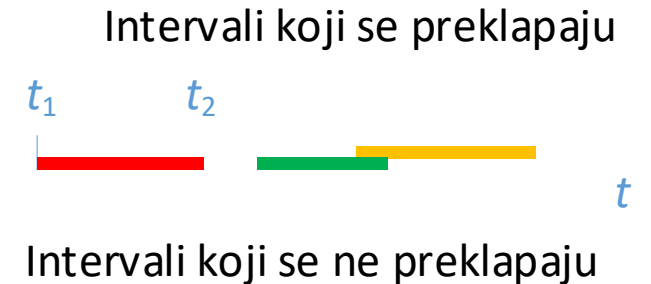 Intervali koji se preklapaju
t₁ t₂
t
Intervali koji se ne preklapaju